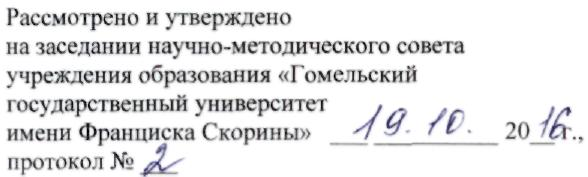 Рассмотрено и утверждено
на заседании научно-методического совета
учреждения образования «Гомельский
государственный университет
имени Франциска Скорины» 19.10. 2016 г.,
протокол № 2